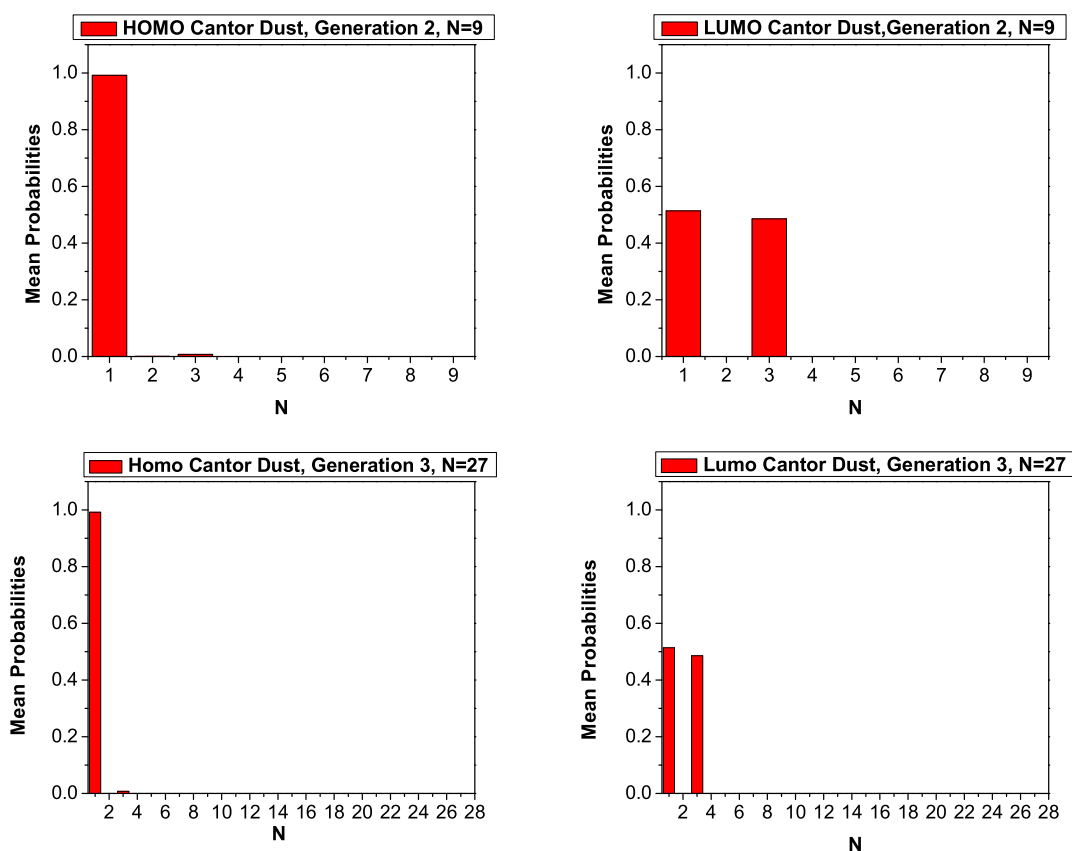 HOMO Cantor Dust, Generation 2, N=9
Mean Probabilities
1.0
0.8
0.6
0.4
0.2
0.0
1 2 3 4 5 6 7 8 9
N
LUMO Cantor Dust,Generation 2, N=9
Mean Probabilities
1.0
0.8
0.6
0.4
0.2
0.0
1 2 3 4 5 6 7 8 9
N
Homo Cantor Dust, Generation 3, N=27
Mean Probabilities
1.0
0.8
0.6
0.4
0.2
0.0
2 4 6 8 10 12 14 16 18 20 22 24 26 28
N
Lumo Cantor Dust, Generation 3, N=27
Mean Probabilities
1.0
0.8
0.6
0.4
0.2
0.0
2 4 6 8 10 12 14 16 18 20 22 24 26 28
N